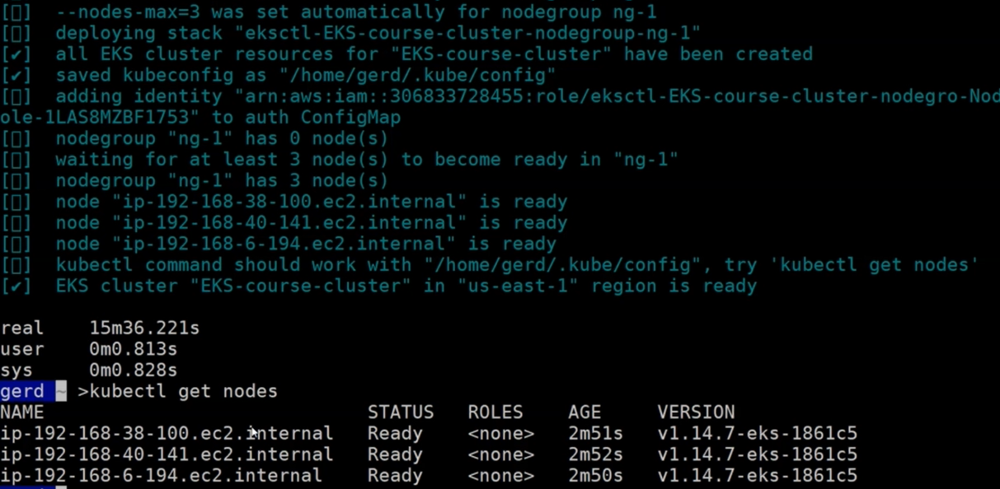 [▯]  --nodes-max=3 was set automatically for nodegroup ng-1
[▯]  deploying stack "eksctl-EKS-course-cluster-nodegroup-ng-1"
[✔]  all EKS cluster resources for "EKS-course-cluster" have been created
[✔]  saved kubeconfig as "/home/gerd/.kube/config"
[▯]  adding identity "arn:aws:iam::306833728455:role/eksctl-EKS-course-cluster-nodegro-Nod
ole-1LAS8MZBF1753" to auth ConfigMap
[▯]  nodegroup "ng-1" has 0 node(s)
[▯]  waiting for at least 3 node(s) to become ready in "ng-1"
[▯]  nodegroup "ng-1" has 3 node(s)
[▯]  node "ip-192-168-38-100.ec2.internal" is ready
[▯]  node "ip-192-168-40-141.ec2.internal" is ready
[▯]  node "ip-192-168-6-194.ec2.internal" is ready
[▯]  kubectl command should work with "/home/gerd/.kube/config", try 'kubectl get nodes'
[✔]  EKS cluster "EKS-course-cluster" in "us-east-1" region is ready
real    15m36.221s
user    0m0.813s
sys     0m0.828s
gerd ~ >kubectl get nodes
NAME                             STATUS   ROLES    AGE     VERSION
ip-192-168-38-100.ec2.internal   Ready    <none>   2m51s   v1.14.7-eks-1861c5
ip-192-168-40-141.ec2.internal   Ready    <none>   2m52s   v1.14.7-eks-1861c5
ip-192-168-6-194.ec2.internal    Ready    <none>   2m50s   v1.14.7-eks-1861c5